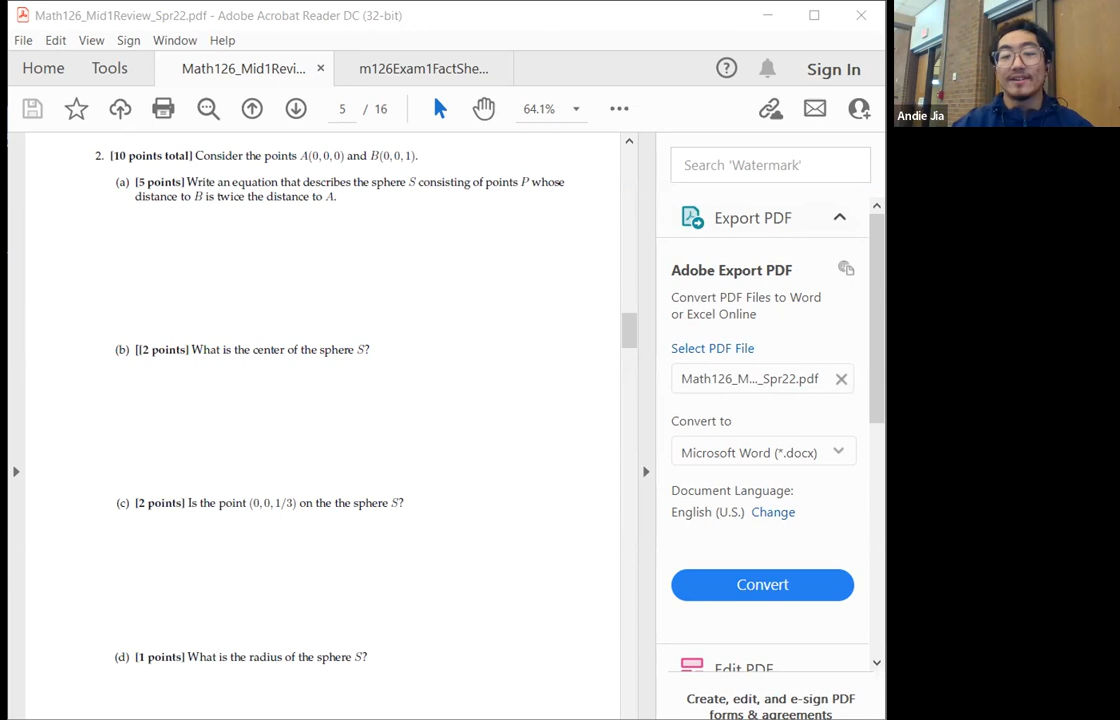 Math126_Mid1Review_Spr22.pdf - Adobe Acrobat Reader DC (32-bit)
File Edit View Sign Window Help
Home Tools Math126_Mid1Revi... × m126Exam1FactShe... Sign In
5 / 16 64.1%
2. [10 points total] Consider the points A(0,0,0) and B(0,0,1).
(a) [5 points] Write an equation that describes the sphere S consisting of points P whose
distance to B is twice the distance to A.
(b) [[2 points] What is the center of the sphere S?
(c) [2 points] Is the point (0,0,1/3) on the the sphere S?
(d) [1 points] What is the radius of the sphere S?
Search 'Watermark'
Export PDF
Adobe Export PDF
Convert PDF Files to Word
or Excel Online
Select PDF File
Math126_M..._Spr22.pdf
Convert to
Microsoft Word (*.docx)
Document Language:
English (U.S.) Change
Convert
Edit PDF
Create, edit, and e-sign PDF
forms & agreements
Andie Jia